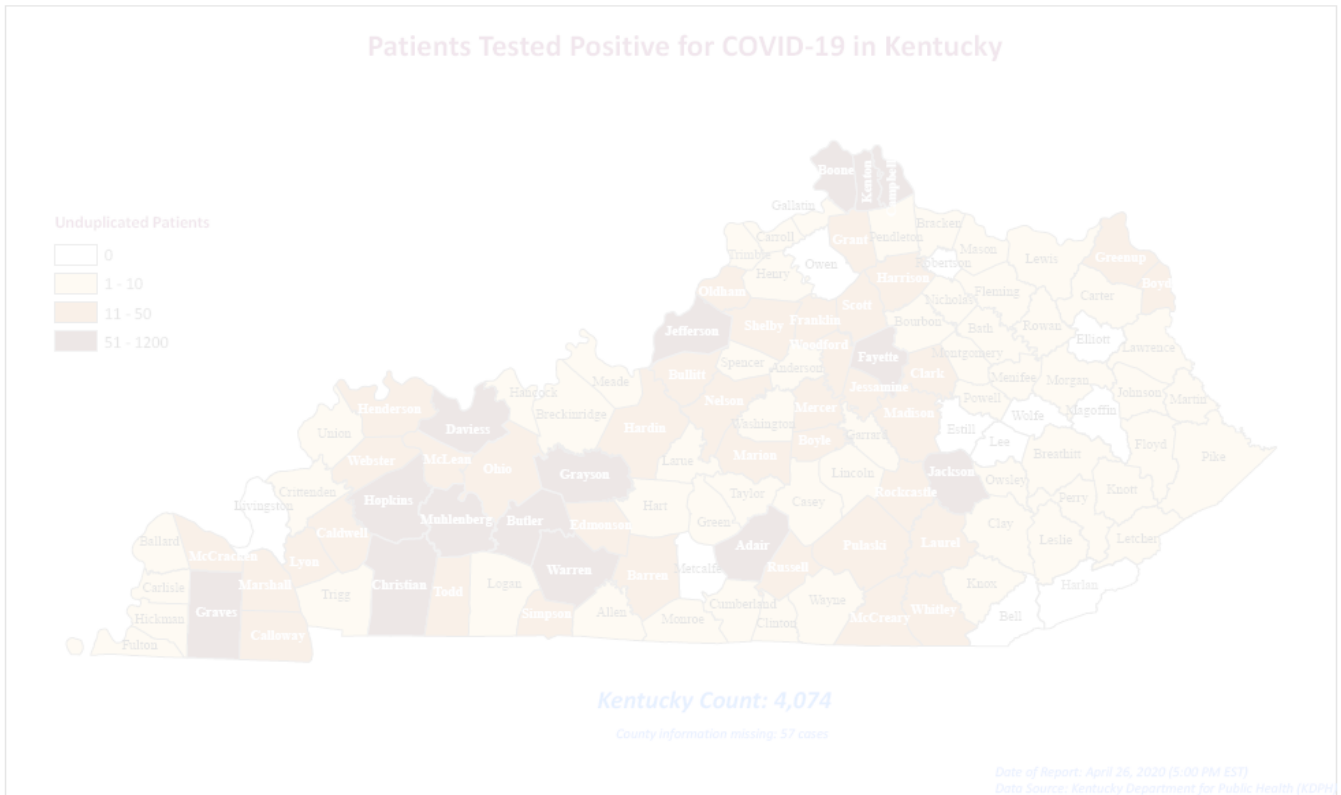 Patients Tested Positive for COVID-19 in Kentucky
Boone
Kenton
Campbell
Gallatin
Unduplicated Patients
0
1 - 10
11 - 50
51 - 1200
Bracken
Carroll
Grant
Pendleton
Mason
Trimble
Owen
Robertson
Lewis
Greenup
Henry
Harrison
Boyd
Oldham
Nicholas
Fleming
Carter
Scott
Jefferson
Shelby
Franklin
Bourbon
Bath
Rowan
Elliott
Woodford
Lawrence
Fayette
Montgomery
Spencer
Anderson
Bullitt
Clark
Menifee
Morgan
Hancock
Meade
Jessamine
Johnson
Martin
Nelson
Powell
Henderson
Breckinridge
Mercer
Madison
Wolfe
Magoffin
Washington
Daviess
Hardin
Estill
Union
Garrard
Boyle
Lee
Floyd
Marion
Breathitt
Pike
Webster
McLean
Ohio
Larue
Grayson
Lincoln
Jackson
Owsley
Crittenden
Rockcastle
Knott
Taylor
Perry
Hopkins
Livingston
Hart
Casey
Muhlenberg
Butler
Edmonson
Green
Clay
Caldwell
Ballard
Adair
Pulaski
Laurel
Leslie
Letcher
McCracken
Lyon
Warren
Metcalfe
Russell
Barren
Carlisle
Marshall
Christian
Logan
Knox
Harlan
Trigg
Todd
Cumberland
Wayne
Graves
Simpson
Allen
Whitley
Hickman
Monroe
Clinton
McCreary
Bell
Calloway
Fulton
Kentucky Count: 4,074
County information missing: 57 cases
Date of Report: April 26, 2020 (5:00 PM EST)
Data Source: Kentucky Department for Public Health (KDPH